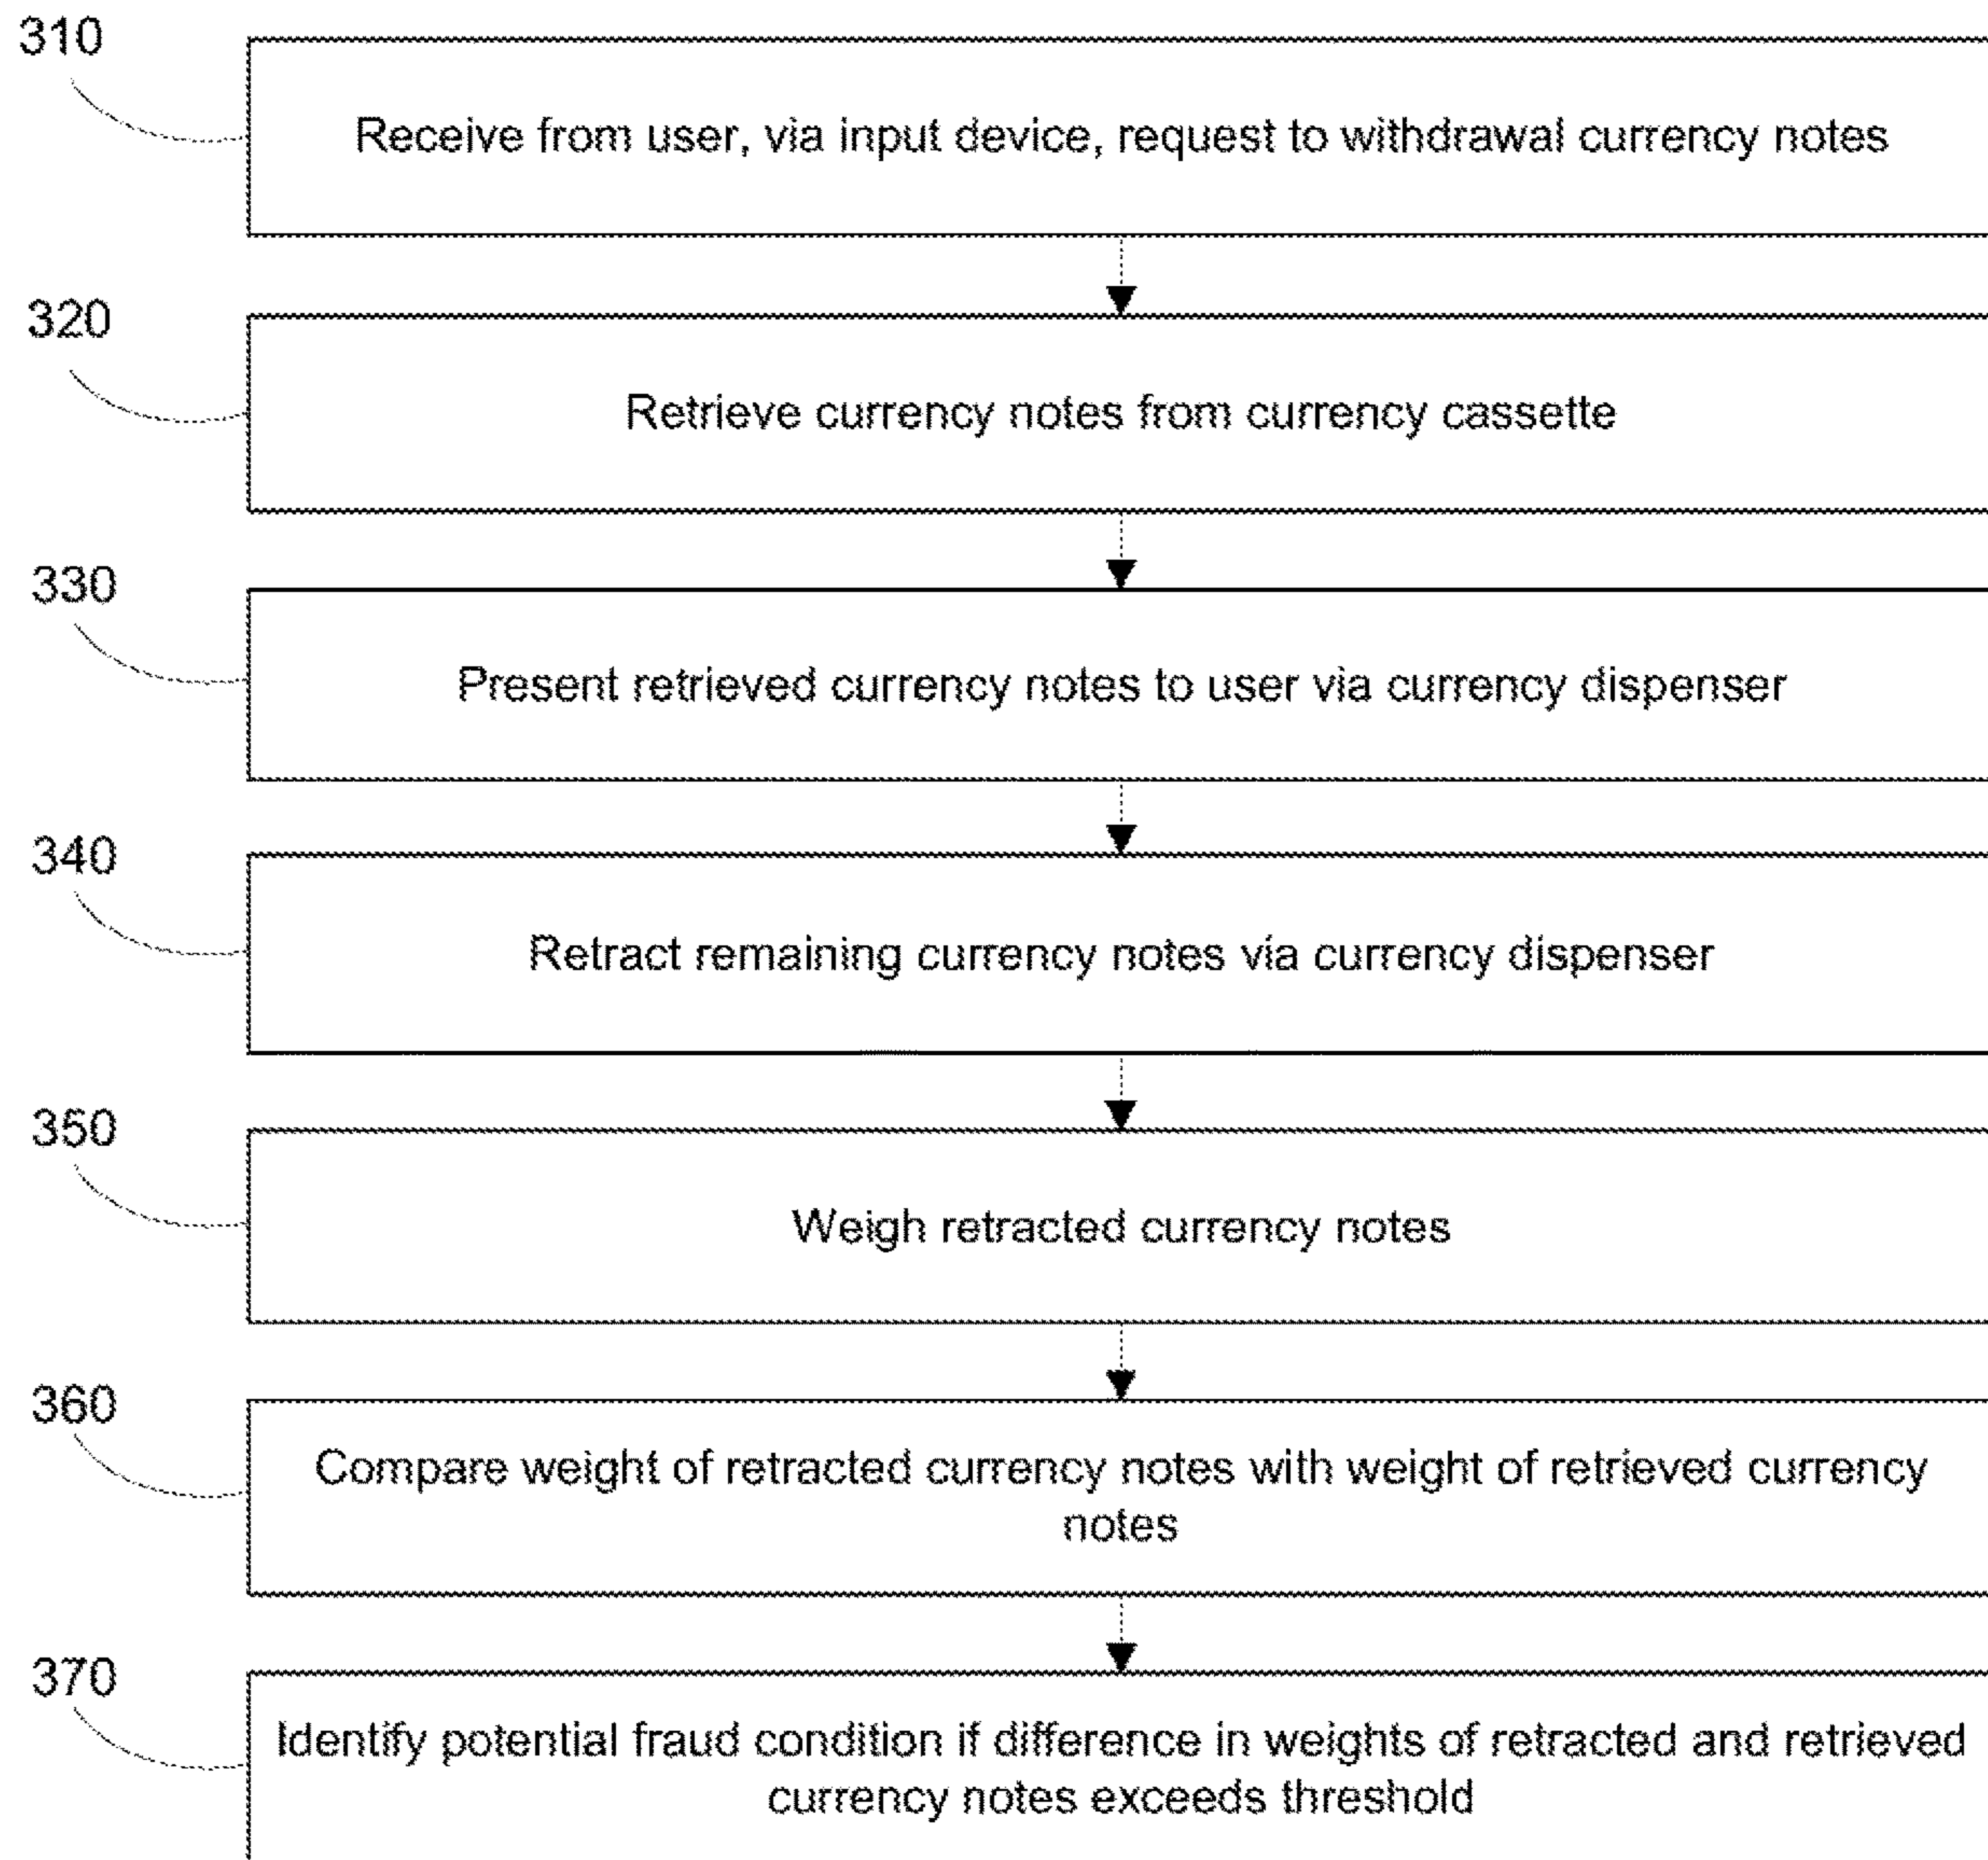 310
Receive from user, via input device, request to withdrawal currency notes
320
Retrieve currency notes from currency cassette
330
Present retrieved currency notes to user via currency dispenser
340
Retract remaining currency notes via currency dispenser
350
Weigh retracted currency notes
360
Compare weight of retracted currency notes with weight of retrieved currency
notes
370
Identify potential fraud condition if difference in weights of retracted and retrieved
currency notes exceeds threshold